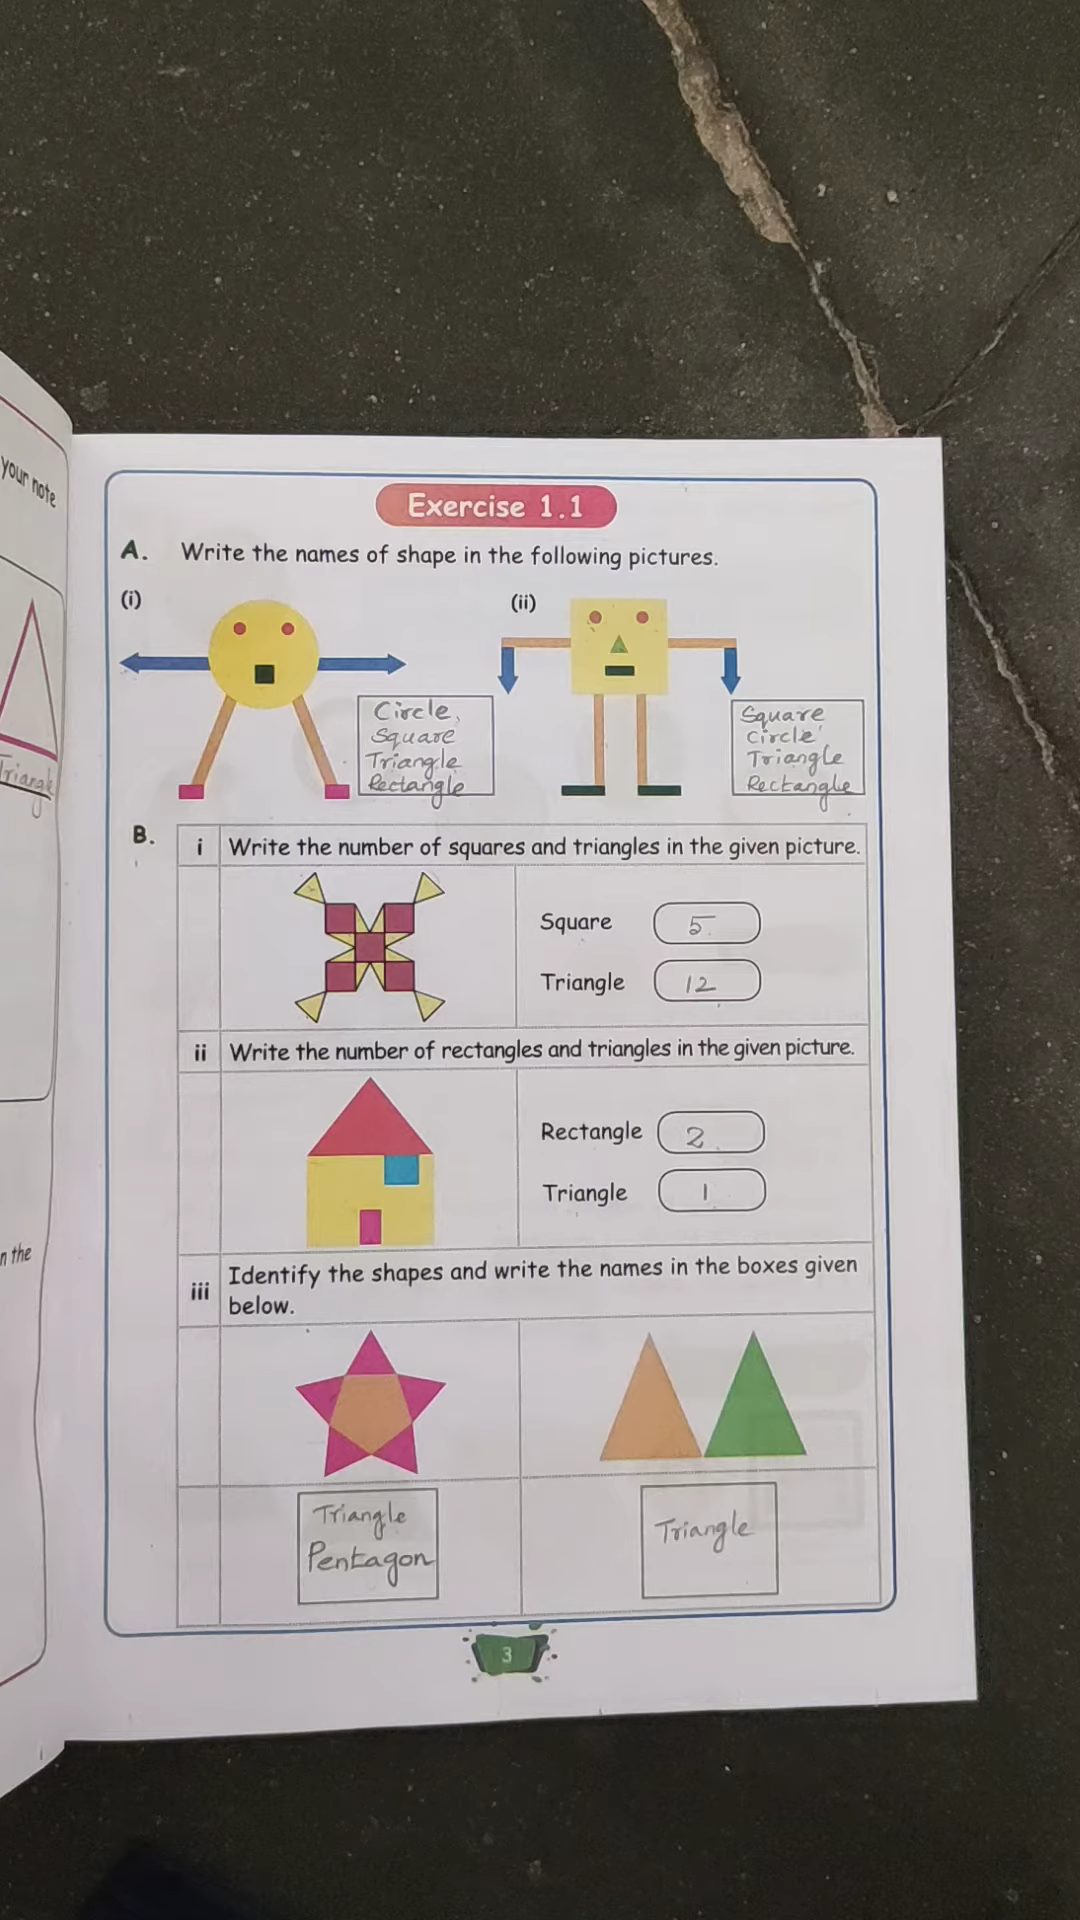 your note
Triangle
n the
Exercise 1.1
A. Write the names of shape in the following pictures.
(i)
(ii)
Circle,
Square
Triangle
Rectangle
Square
Circle
Triangle
Rectangle
B.
i Write the number of squares and triangles in the given picture.
Square 5
Triangle 12
ii Write the number of rectangles and triangles in the given picture.
Rectangle 2
Triangle 1
iii Identify the shapes and write the names in the boxes given
below.
Triangle
Pentagon
Triangle
3